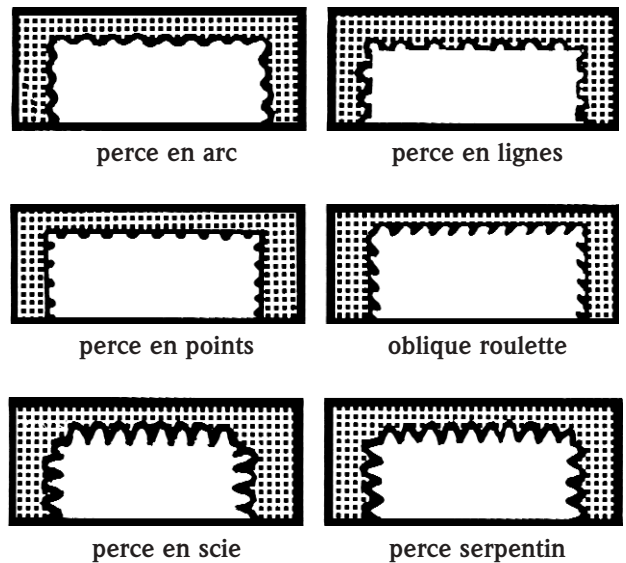 perce en arc
perce en lignes
perce en points
oblique roulette
perce en scie
perce serpentin